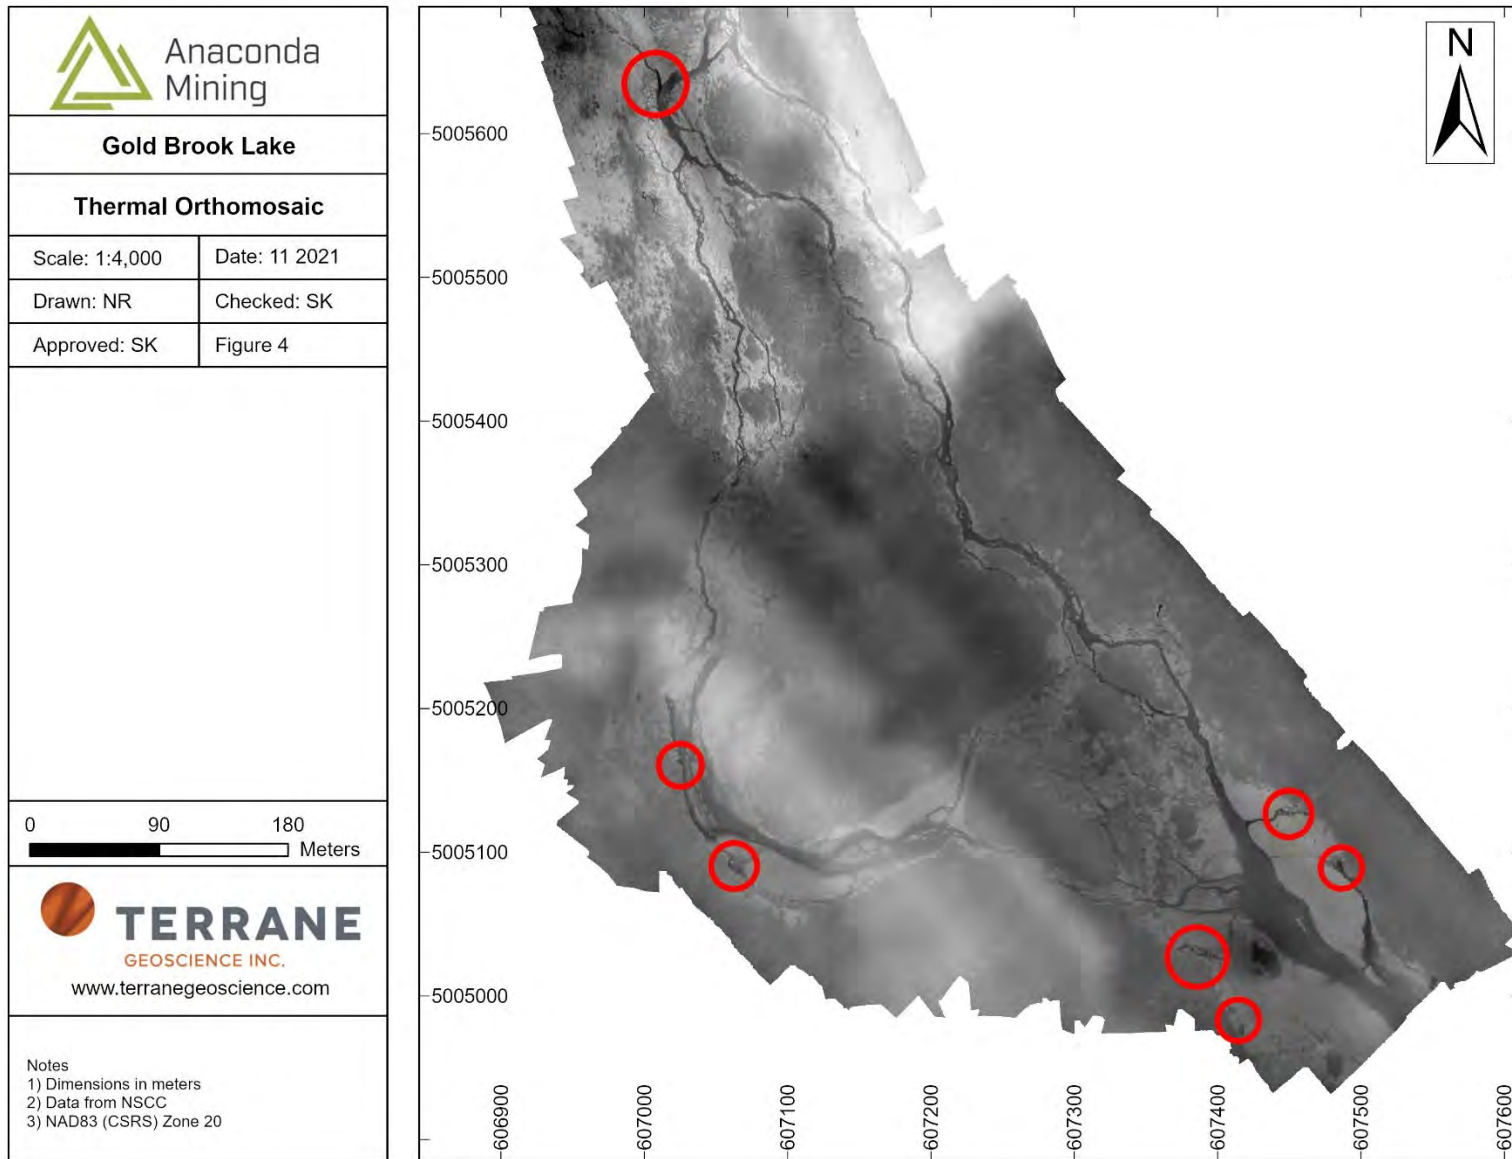 Anaconda
Mining
Gold Brook Lake
Thermal Orthomosaic
Scale: 1:4,000
Date: 11 2021
Drawn: NR
Checked: SK
Approved: SK
Figure 4
0 90 180
Meters
TERRANE
GEOSCIENCE INC.
www.terranegeoscience.com
Notes
1) Dimensions in meters
2) Data from NSCC
3) NAD83 (CSRS) Zone 20
N
5005600
5005500
5005400
5005300
5005200
5005100
5005000
606900
607000
607100
607200
607300
607400
607500
607600